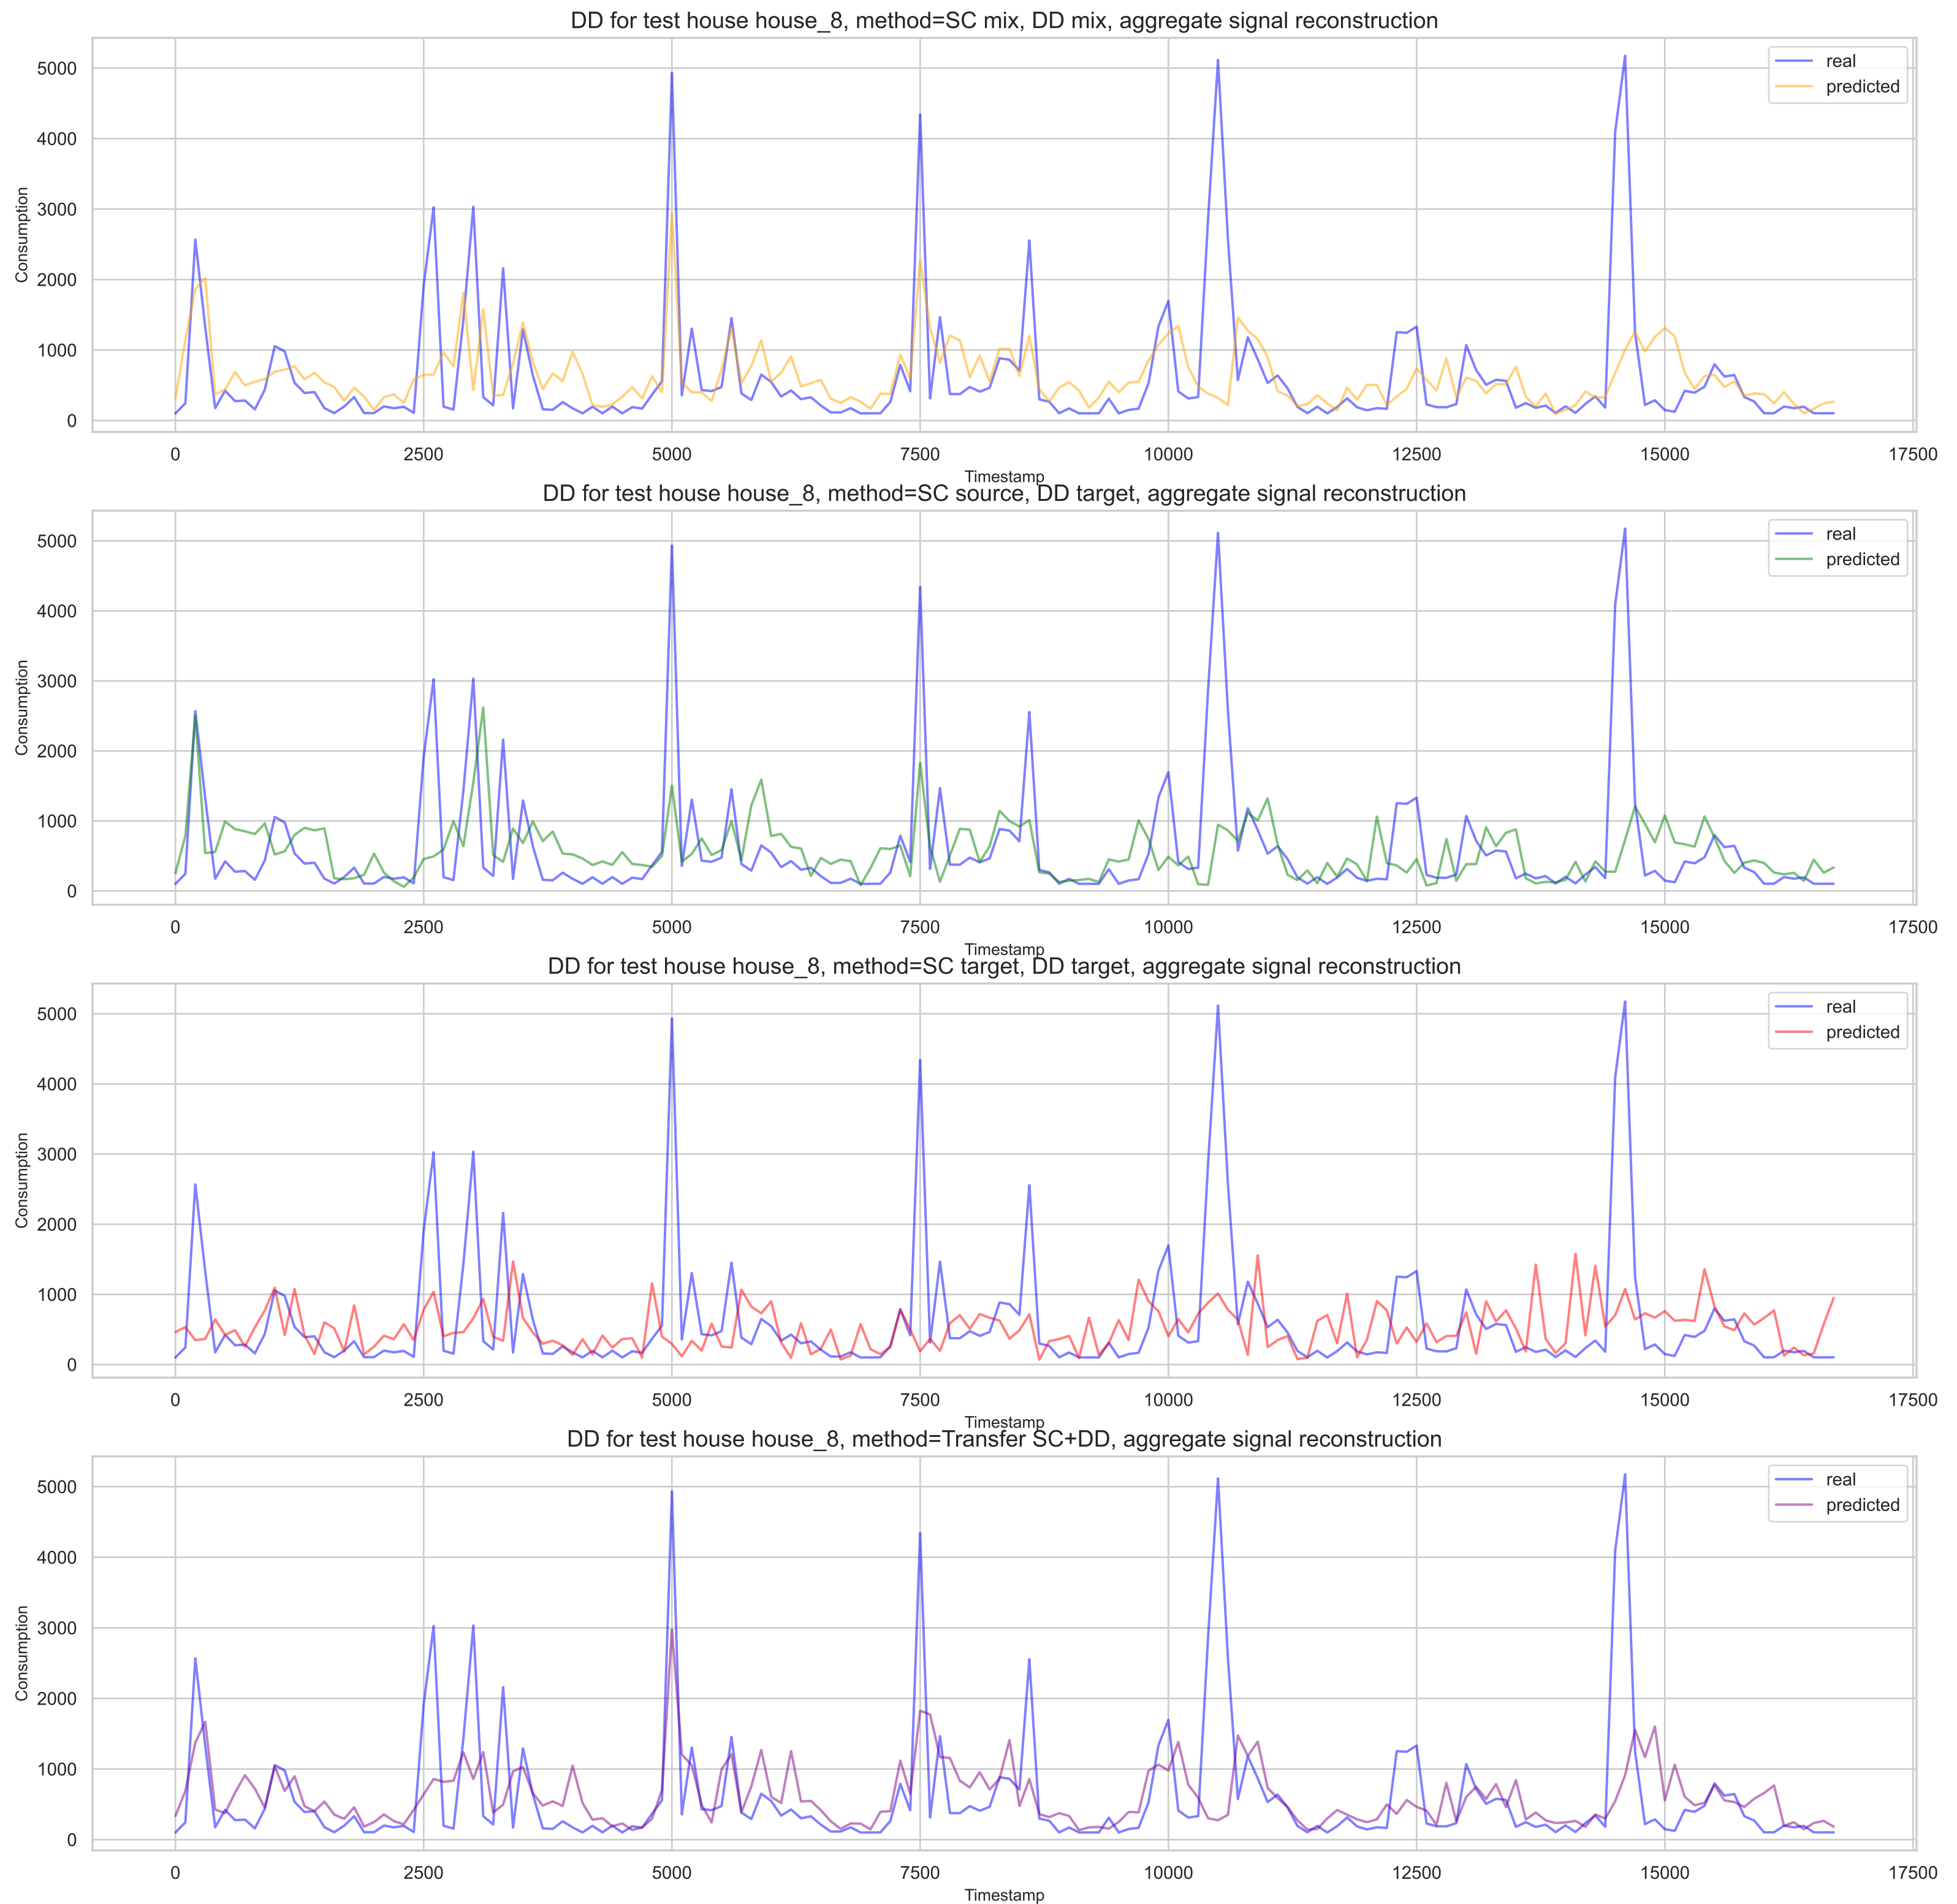 DD for test house house_8, method=SC mix, DD mix, aggregate signal reconstruction
real
predicted
5000
4000
3000
2000
1000
0
Consumption
0 2500 5000 7500 10000 12500 15000 17500
Timestamp
DD for test house house_8, method=SC source, DD target, aggregate signal reconstruction
real
predicted
5000
4000
3000
2000
1000
0
Consumption
0 2500 5000 7500 10000 12500 15000 17500
Timestamp
DD for test house house_8, method=SC target, DD target, aggregate signal reconstruction
real
predicted
5000
4000
3000
2000
1000
0
Consumption
0 2500 5000 7500 10000 12500 15000 17500
Timestamp
DD for test house house_8, method=Transfer SC+DD, aggregate signal reconstruction
real
predicted
5000
4000
3000
2000
1000
0
Consumption
0 2500 5000 7500 10000 12500 15000 17500
Timestamp